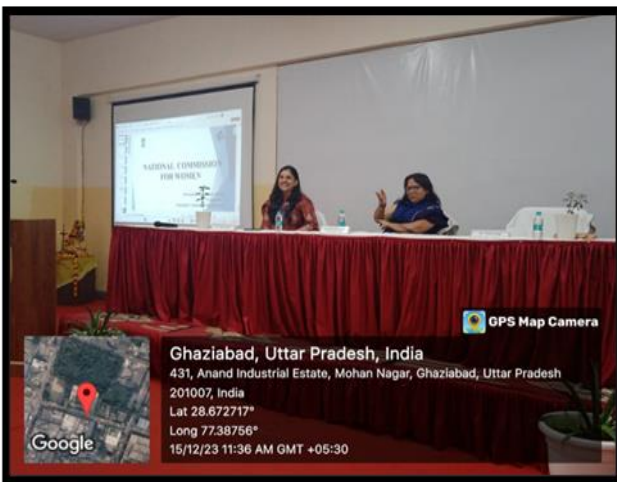 NATIONAL COMMISSION
FOR WOMEN
GPS Map Camera
Ghaziabad, Uttar Pradesh, India
431, Anand Industrial Estate, Mohan Nagar, Ghaziabad, Uttar Pradesh
201007, India
Lat 28.672717°
Long 77.38756°
15/12/23 11:36 AM GMT +05:30
Google